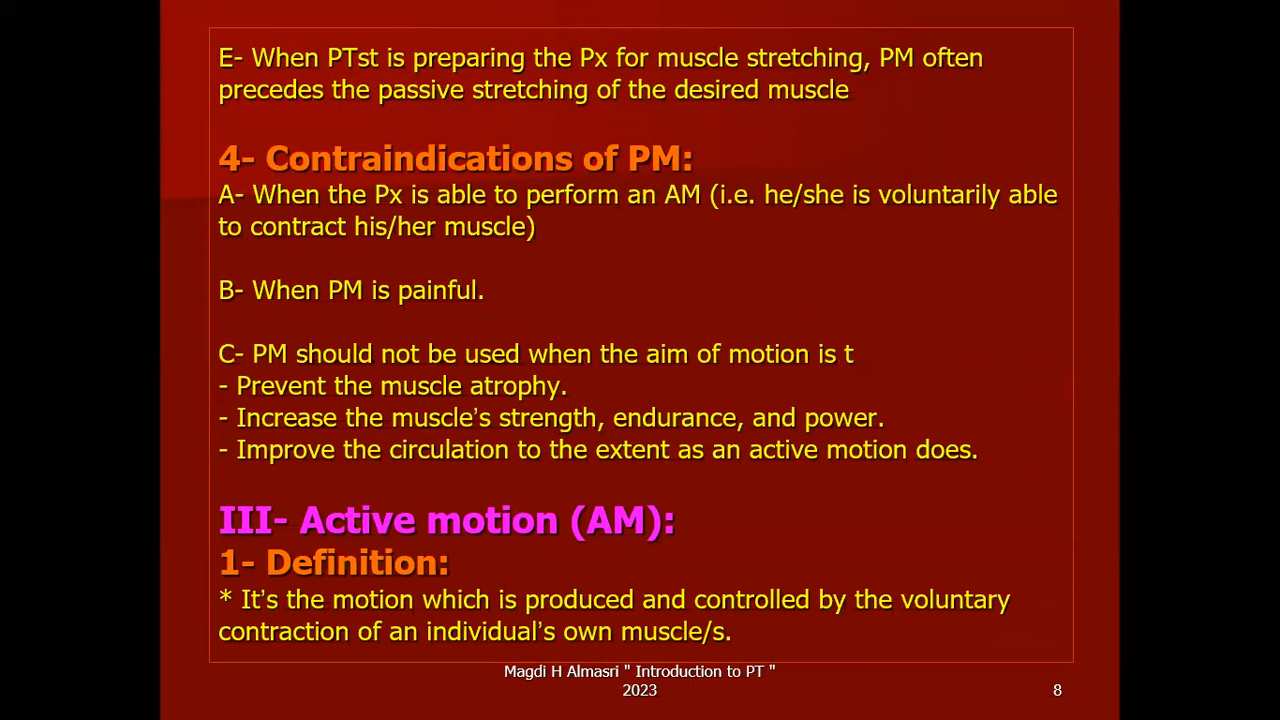 E- When PTst is preparing the Px for muscle stretching, PM often
precedes the passive stretching of the desired muscle
4- Contraindications of PM:
A- When the Px is able to perform an AM (i.e. he/she is voluntarily able
to contract his/her muscle)
B- When PM is painful.
C- PM should not be used when the aim of motion is t
- Prevent the muscle atrophy.
- Increase the muscle’s strength, endurance, and power.
- Improve the circulation to the extent as an active motion does.
III- Active motion (AM):
1- Definition:
* It’s the motion which is produced and controlled by the voluntary
contraction of an individual’s own muscle/s.
Magdi H Almasri " Introduction to PT "
2023
8